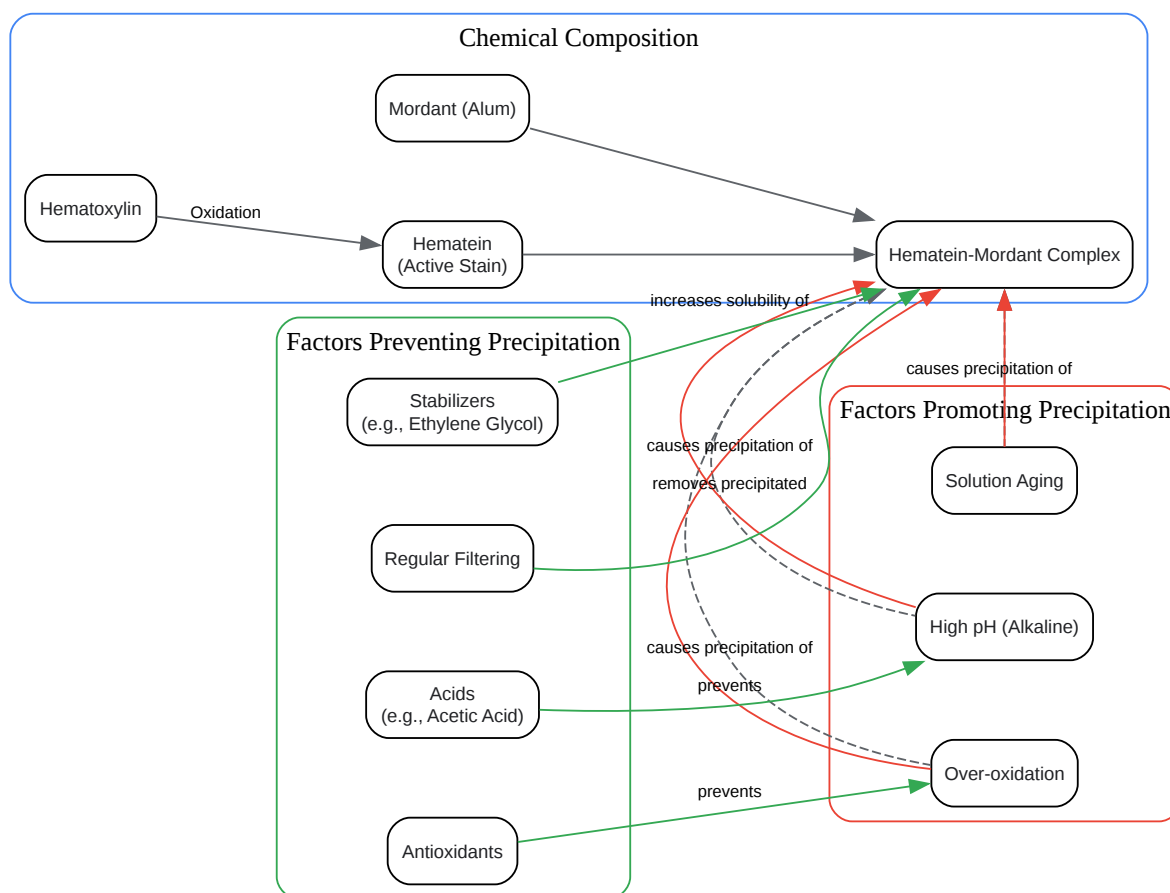 Chemical Composition
Mordant (Alum)
Hematoxylin
Oxidation
Hematein
(Active Stain)
Hematein-Mordant Complex
increases solubility of
Factors Preventing Precipitation
Stabilizers
(e.g., Ethylene Glycol)
causes precipitation of
Factors Promoting Precipitation
causes precipitation of
Solution Aging
removes precipitated
Regular Filtering
High pH (Alkaline)
causes precipitation of
Acids
(e.g., Acetic Acid)
prevents
Over-oxidation
prevents
Antioxidants